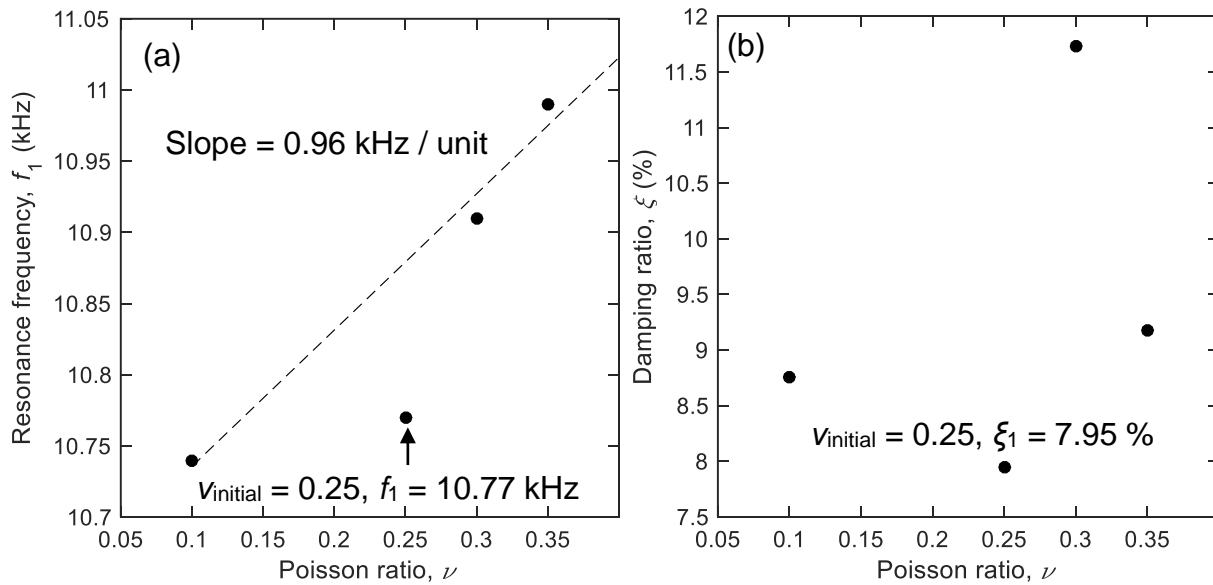 (a)
11.05
11
10.95
10.9
10.85
10.8
10.75
10.7
Resonance frequency, f₁ (kHz)
Slope = 0.96 kHz / unit
νinitial = 0.25, f₁ = 10.77 kHz
0.05 0.1 0.15 0.2 0.25 0.3 0.35
Poisson ratio, ν
(b)
12
11.5
11
10.5
10
9.5
9
8.5
8
7.5
Damping ratio, ξ (%)
νinitial = 0.25, ξ₁ = 7.95 %
0.05 0.1 0.15 0.2 0.25 0.3 0.35
Poisson ratio, ν